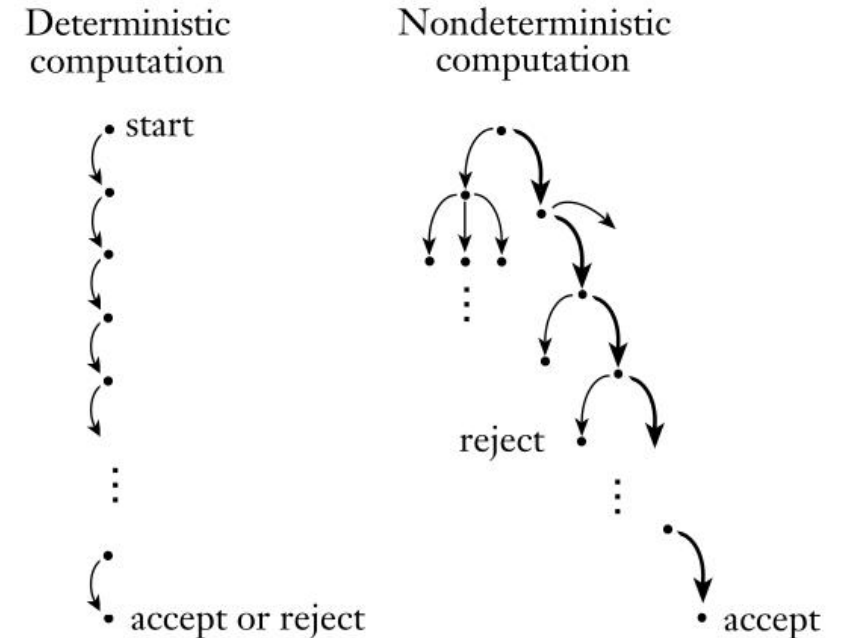 Deterministic
computation
Nondeterministic
computation
start
reject
accept or reject
accept